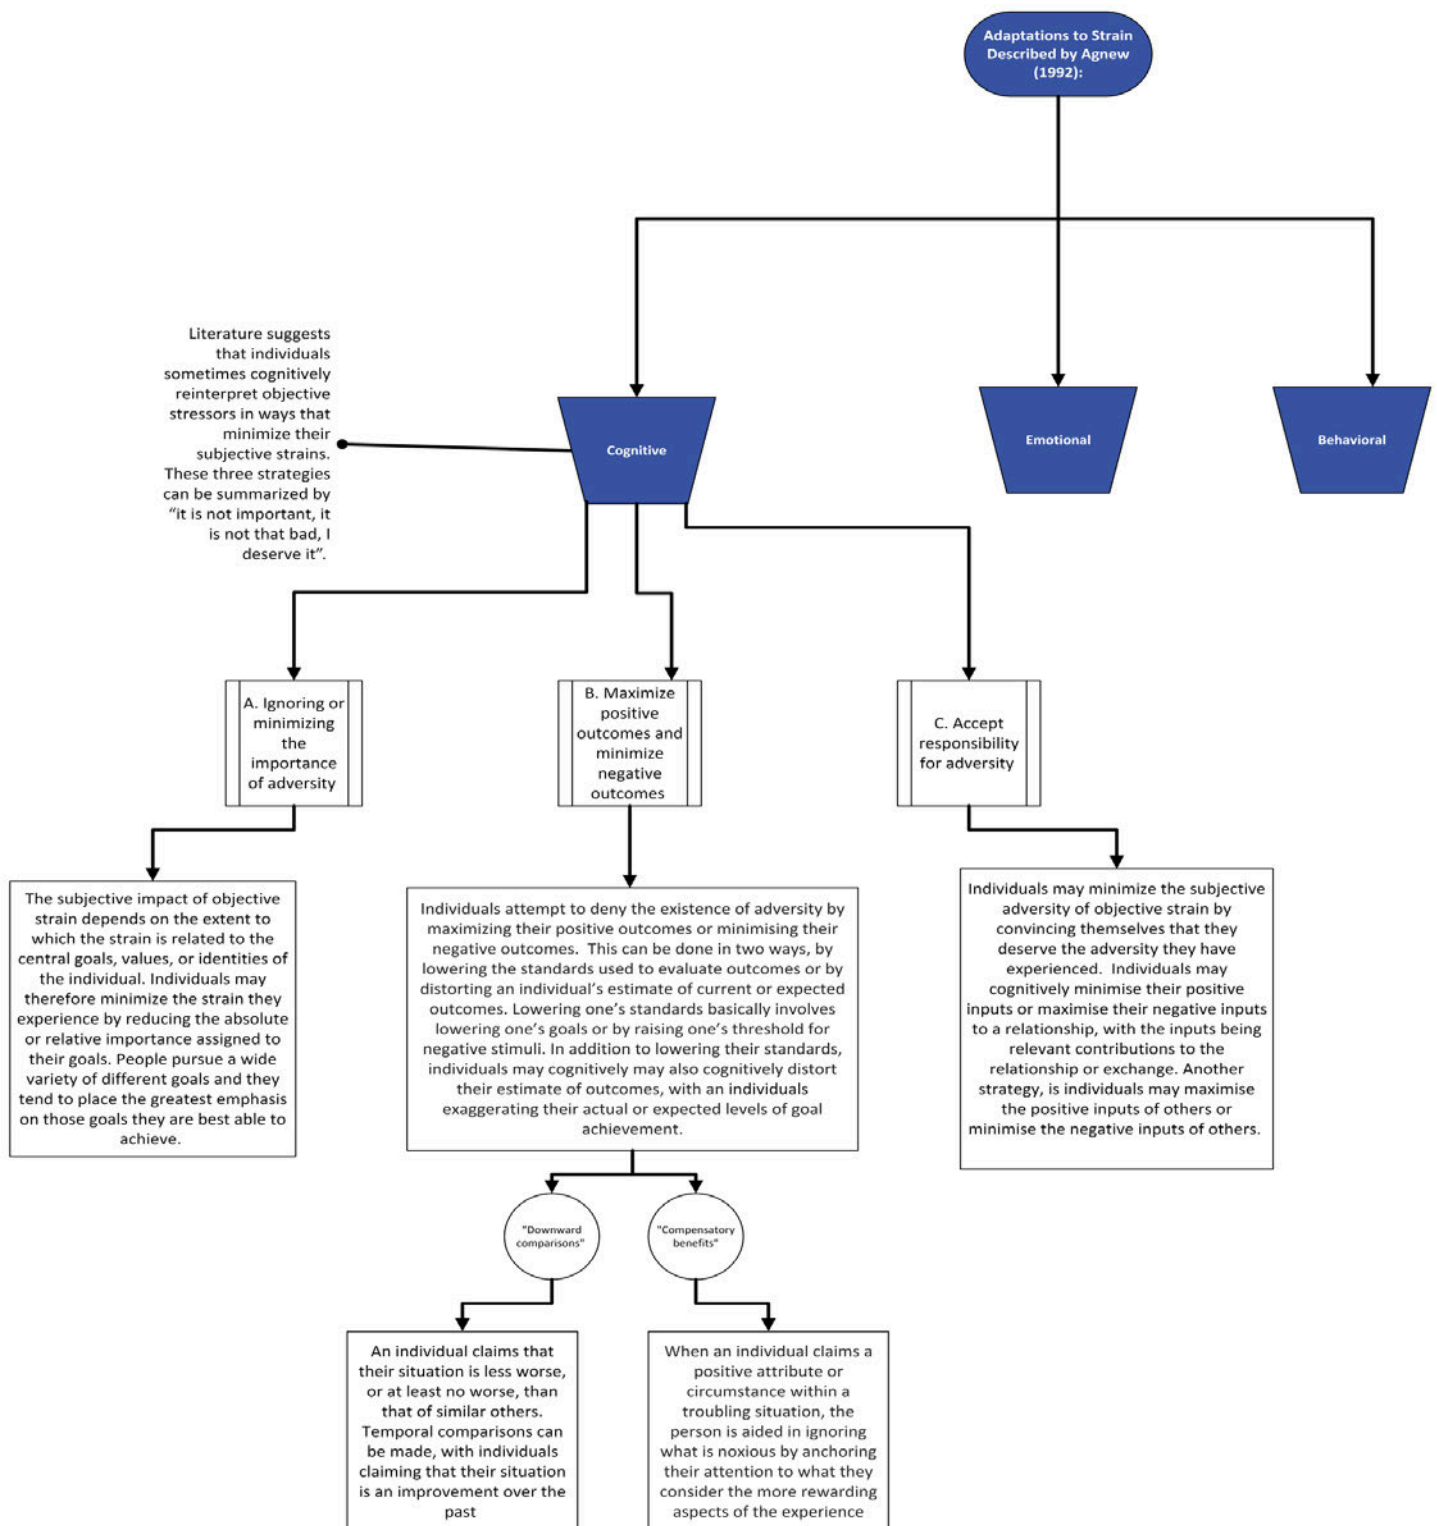 Adaptations to Strain
Described by Agnew
(1992):
Literature suggests
that individuals
sometimes cognitively
reinterpret objective
stressors in ways that
minimize their
subjective strains.
These three strategies
can be summarized by
“it is not important, it
is not that bad, I
deserve it”.
Cognitive
Emotional
Behavioral
A. Ignoring or
minimizing
the
importance
of adversity
B. Maximize
positive
outcomes and
minimize
negative
outcomes
C. Accept
responsibility
for adversity
The subjective impact of objective
strain depends on the extent to
which the strain is related to the
central goals, values, or identities of
the individual. Individuals may
therefore minimize the strain they
experience by reducing the absolute
or relative importance assigned to
their goals. People pursue a wide
variety of different goals and they
tend to place the greatest emphasis
on those goals they are best able to
achieve.
Individuals attempt to deny the existence of adversity by
maximizing their positive outcomes or minimising their
negative outcomes.  This can be done in two ways, by
lowering the standards used to evaluate outcomes or by
distorting an individual’s estimate of current or expected
outcomes. Lowering one’s standards basically involves
lowering one’s goals or by raising one’s threshold for
negative stimuli. In addition to lowering their standards,
individuals may cognitively may also cognitively distort
their estimate of outcomes, with an individuals
exaggerating their actual or expected levels of goal
achievement.
Individuals may minimize the subjective
adversity of objective strain by
convincing themselves that they
deserve the adversity they have
experienced.  Individuals may
cognitively minimise their positive
inputs or maximise their negative inputs
to a relationship, with the inputs being
relevant contributions to the
relationship or exchange. Another
strategy, is individuals may maximise
the positive inputs of others or
minimise the negative inputs of others.
"Downward
comparisons"
"Compensatory
benefits"
An individual claims that
their situation is less worse,
or at least no worse, than
that of similar others.
Temporal comparisons can
be made, with individuals
claiming that their situation
is an improvement over the
past
When an individual claims a
positive attribute or
circumstance within a
troubling situation, the
person is aided in ignoring
what is noxious by anchoring
their attention to what they
consider the more rewarding
aspects of the experience